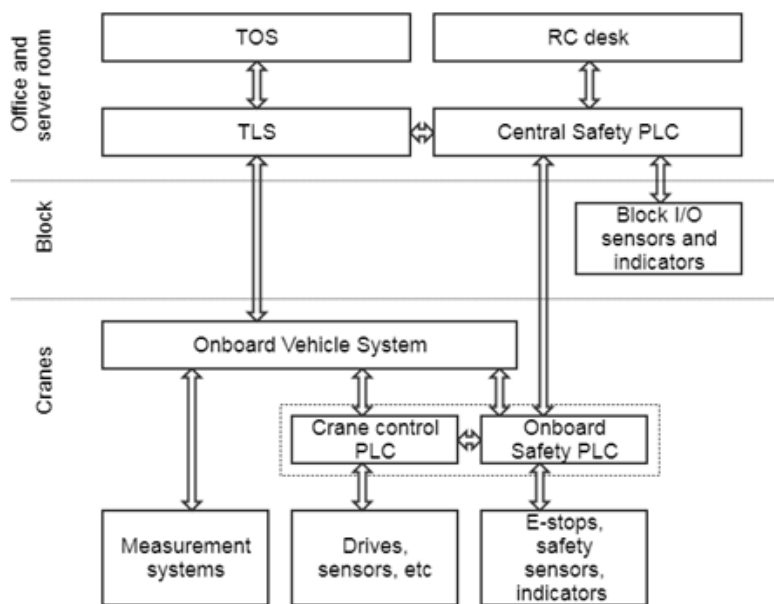 Office and
server room
TOS
RC desk
TLS
Central Safety PLC
Block
Block I/O
sensors and
indicators
Cranes
Onboard Vehicle System
Crane control
PLC
Onboard
Safety PLC
Measurement
systems
Drives,
sensors, etc
E-stops,
safety
sensors,
indicators